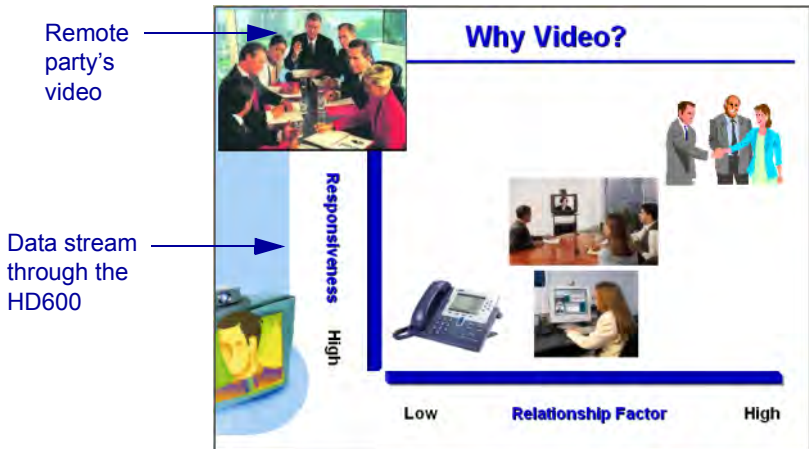 Remote
party's
video
Why Video?
Responsiveness
High
Data stream
through the
HD600
Low
Relationship Factor
High